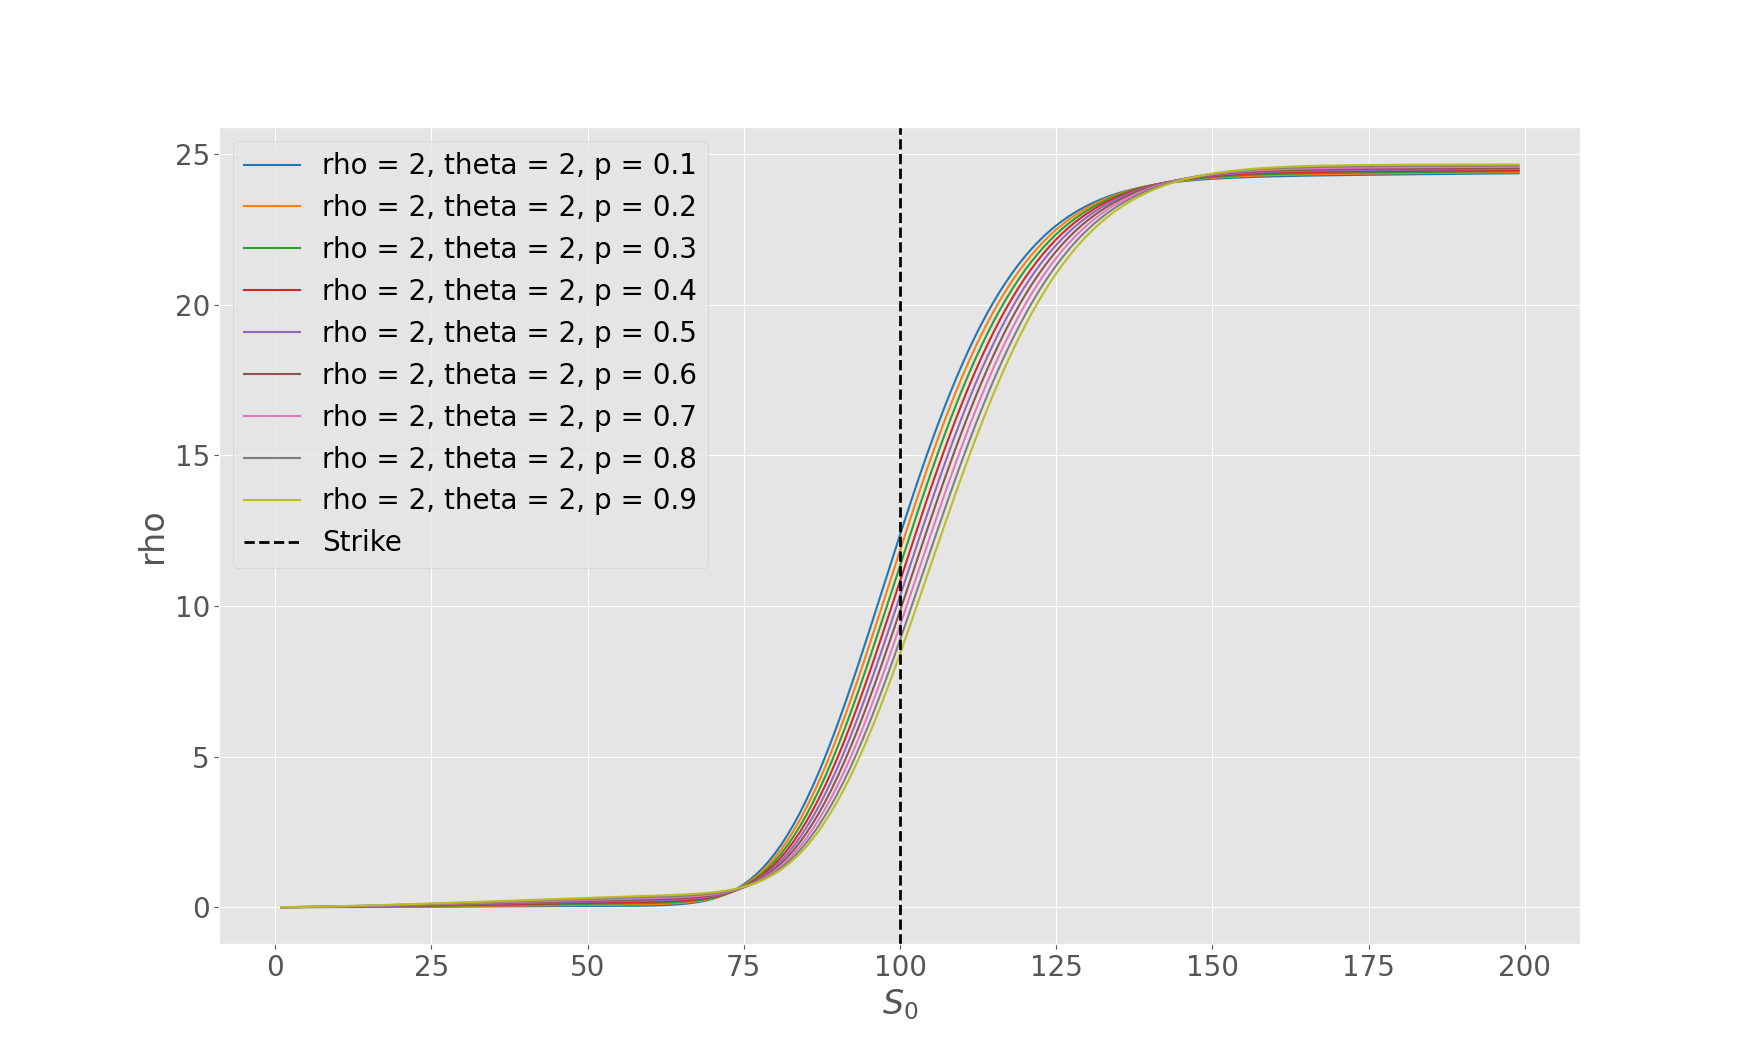 rho = 2, theta = 2, p = 0.1
rho = 2, theta = 2, p = 0.2
rho = 2, theta = 2, p = 0.3
rho = 2, theta = 2, p = 0.4
rho = 2, theta = 2, p = 0.5
rho = 2, theta = 2, p = 0.6
rho = 2, theta = 2, p = 0.7
rho = 2, theta = 2, p = 0.8
rho = 2, theta = 2, p = 0.9
Strike
25
20
15
10
5
0
rho
0 25 50 75 100 125 150 175 200
S₀